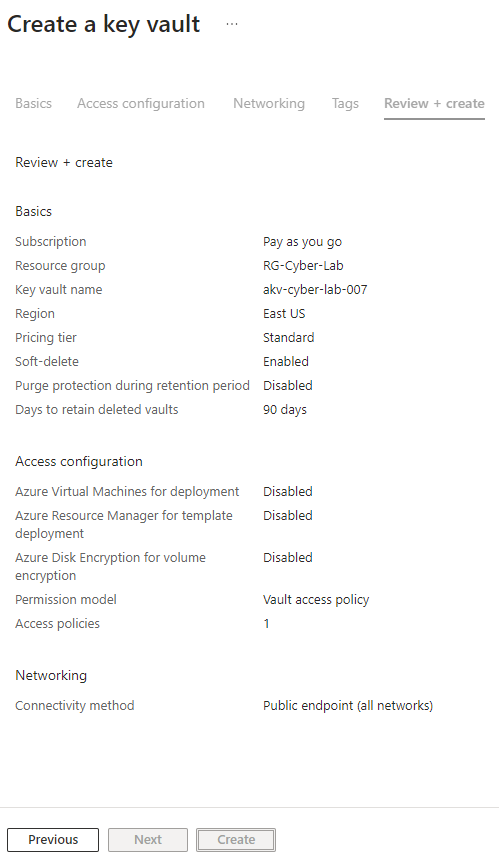 Create a key vault ...
Basics Access configuration Networking Tags Review + create
Review + create
Basics
Subscription Pay as you go
Resource group RG-Cyber-Lab
Key vault name akv-cyber-lab-007
Region East US
Pricing tier Standard
Soft-delete Enabled
Purge protection during retention period Disabled
Days to retain deleted vaults 90 days
Access configuration
Azure Virtual Machines for deployment Disabled
Azure Resource Manager for template Disabled
deployment
Azure Disk Encryption for volume Disabled
encryption
Permission model Vault access policy
Access policies 1
Networking
Connectivity method Public endpoint (all networks)
Previous Next Create